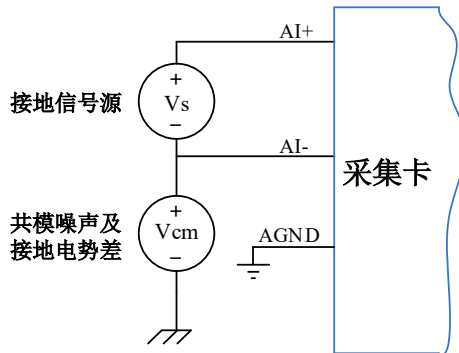 AI+
+
接地信号源
Vs
−
AI-
采集卡
+
共模噪声及
接地电势差
Vcm
−
AGND